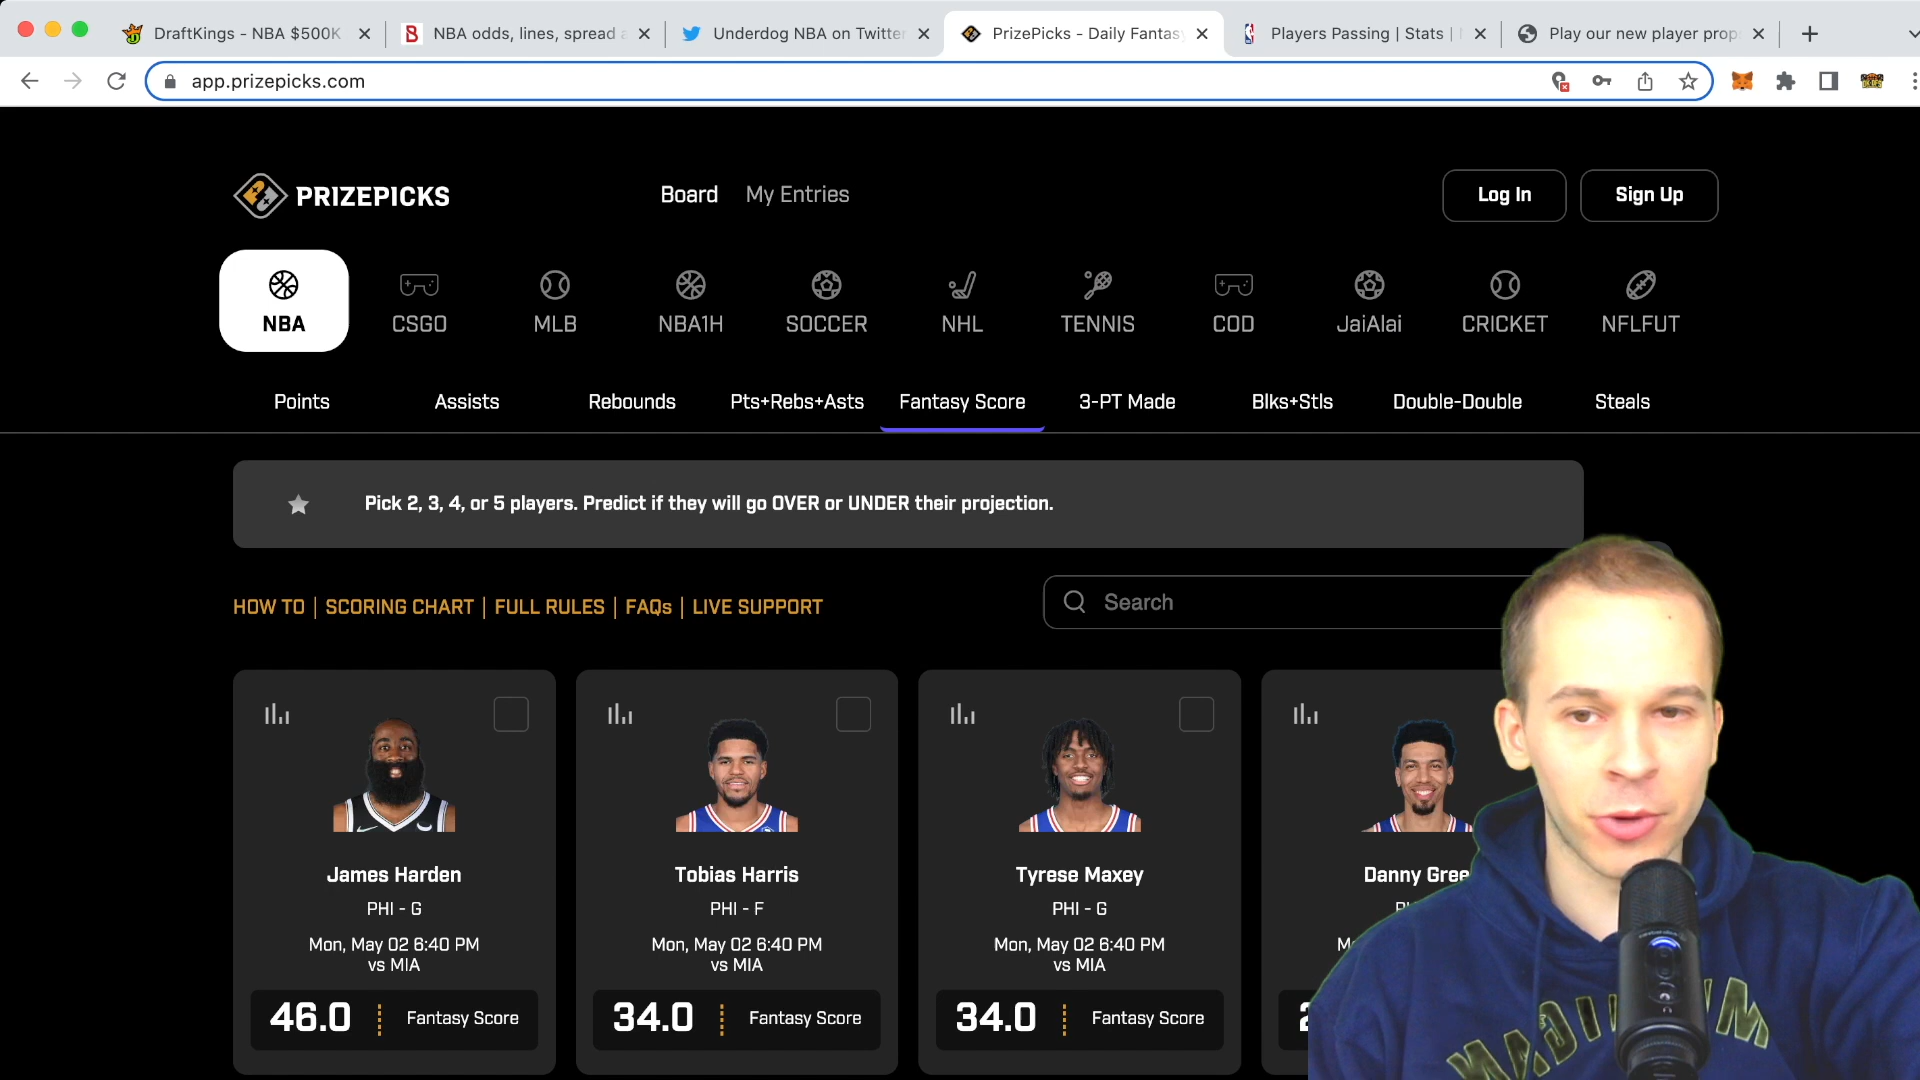 DraftKings - NBA $500K
NBA odds, lines, spread
Underdog NBA on Twitter
PrizePicks - Daily Fantasy
Players Passing | Stats |
Play our new player prop
app.prizepicks.com
PRIZEPICKS
Board
My Entries
Log In
Sign Up
NBA
CSGO
MLB
NBA1H
SOCCER
NHL
TENNIS
COD
JaiAlai
CRICKET
NFLFUT
Points
Assists
Rebounds
Pts+Rebs+Asts
Fantasy Score
3-PT Made
Blks+Stls
Double-Double
Steals
Pick 2, 3, 4, or 5 players. Predict if they will go OVER or UNDER their projection.
HOW TO | SCORING CHART | FULL RULES | FAQs | LIVE SUPPORT
Search
James Harden
PHI - G
Mon, May 02 6:40 PM
vs MIA
46.0
Fantasy Score
Tobias Harris
PHI - F
Mon, May 02 6:40 PM
vs MIA
34.0
Fantasy Score
Tyrese Maxey
PHI - G
Mon, May 02 6:40 PM
vs MIA
34.0
Fantasy Score
Danny Gree